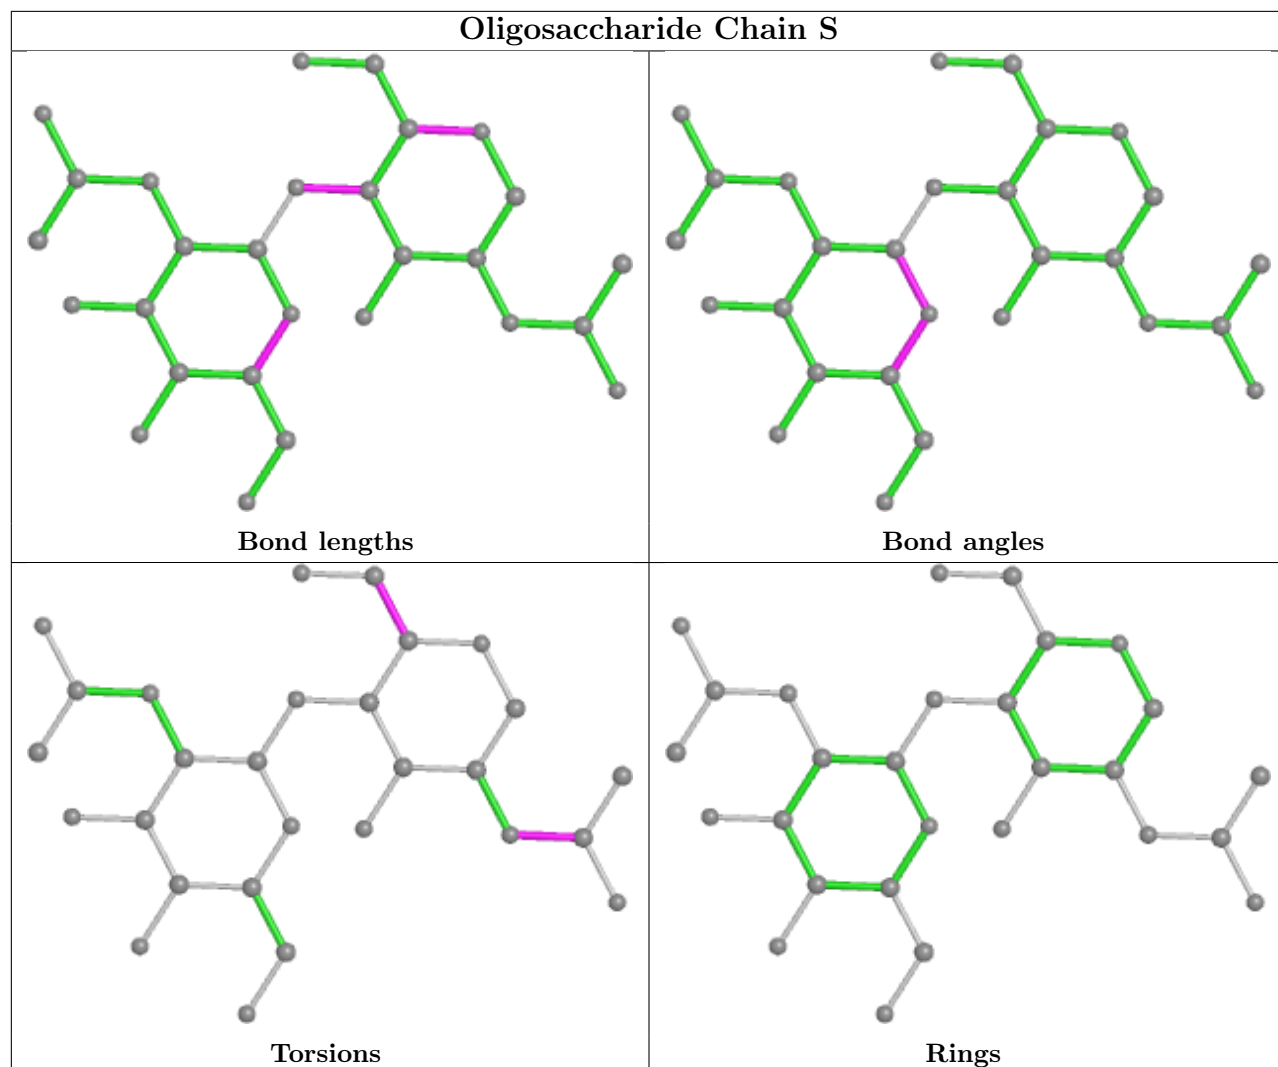 Oligosaccharide Chain S
Bond lengths
Bond angles
Torsions
Rings